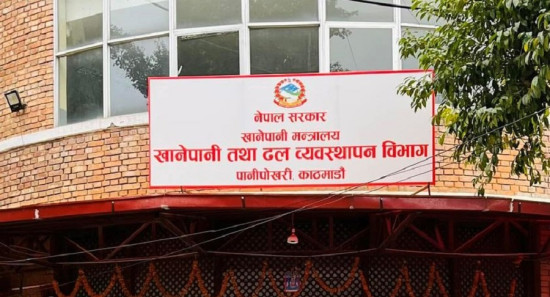 नेपाल सरकार
खानेपानी मन्त्रालय
खानेपानी तथा ढल व्यवस्थापन विभाग
पानीपोखरी, काठमाडौं